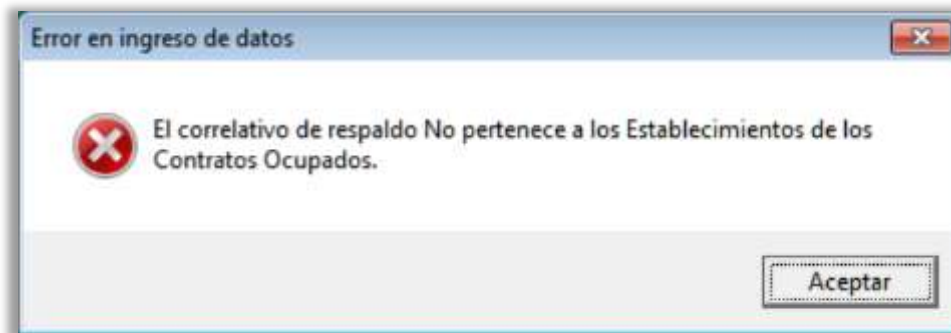 Error en ingreso de datos
El correlativo de respaldo No pertenece a los Establecimientos de los
Contratos Ocupados.
Aceptar